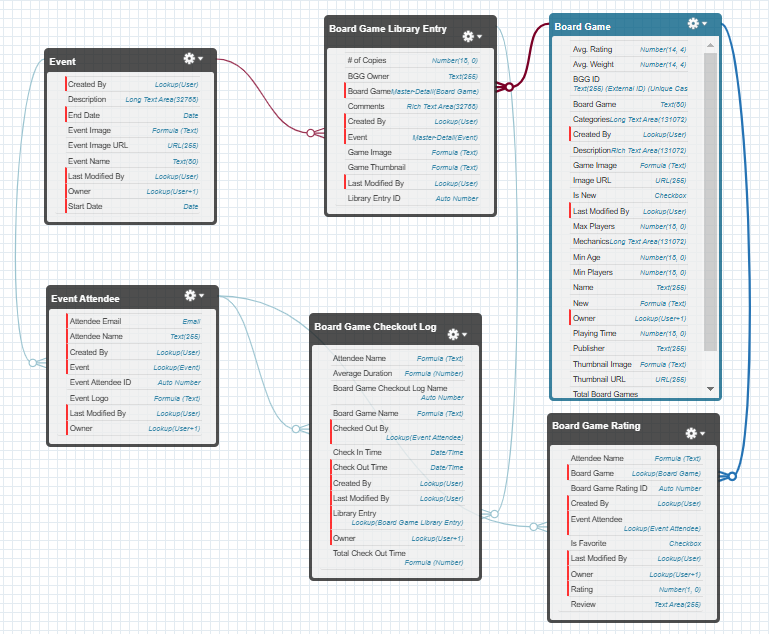 Event
Created By Lookup(User)
Description Long Text Area(32768)
End Date Date
Event Image Formula (Text)
Event Image URL URL(255)
Event Name Text(80)
Last Modified By Lookup(User)
Owner Lookup(User+1)
Start Date Date
Board Game Library Entry
# of Copies Number(18, 0)
BGG Owner Text(255)
Board Game Master-Detail(Board Game)
Comments Rich Text Area(32768)
Created By Lookup(User)
Event Master-Detail(Event)
Game Image Formula (Text)
Game Thumbnail Formula (Text)
Last Modified By Lookup(User)
Library Entry ID Auto Number
Board Game
Avg. Rating Number(14, 4)
Avg. Weight Number(14, 4)
BGG ID
Text(255) (External ID) (Unique Cas
Board Game Text(80)
Categories Long Text Area(131072)
Created By Lookup(User)
Description Rich Text Area(131072)
Game Image Formula (Text)
Image URL URL(255)
Is New Checkbox
Last Modified By Lookup(User)
Max Players Number(18, 0)
Mechanics Long Text Area(131072)
Min Age Number(18, 0)
Min Players Number(18, 0)
Name Text(255)
New Formula (Text)
Owner Lookup(User+1)
Playing Time Number(18, 0)
Publisher Text(255)
Thumbnail Image Formula (Text)
Thumbnail URL URL(255)
Total Board Games
Event Attendee
Attendee Email Email
Attendee Name Text(255)
Created By Lookup(User)
Event Lookup(Event)
Event Attendee ID Auto Number
Event Logo Formula (Text)
Last Modified By Lookup(User)
Owner Lookup(User+1)
Board Game Checkout Log
Attendee Name Formula (Text)
Average Duration Formula (Number)
Board Game Checkout Log Name
Auto Number
Board Game Name Formula (Text)
Checked Out By
Lookup(Event Attendee)
Check In Time Date/Time
Check Out Time Date/Time
Created By Lookup(User)
Last Modified By Lookup(User)
Library Entry
Lookup(Board Game Library Entry)
Owner Lookup(User+1)
Total Check Out Time
Formula (Number)
Board Game Rating
Attendee Name Formula (Text)
Board Game Lookup(Board Game)
Board Game Rating ID Auto Number
Created By Lookup(User)
Event Attendee
Lookup(Event Attendee)
Is Favorite Checkbox
Last Modified By Lookup(User)
Owner Lookup(User+1)
Rating Number(1, 0)
Review Text Area(255)